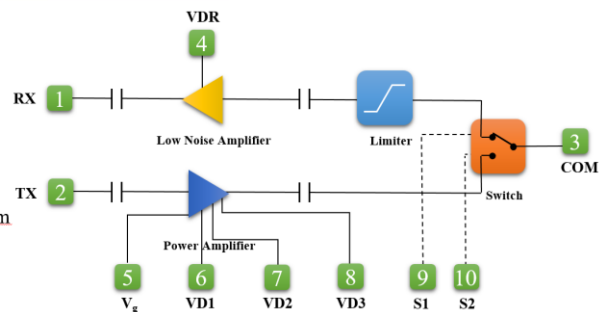 VDR
4
RX 1
Low Noise Amplifier
Limiter
3
COM
Switch
TX 2
m
Power Amplifier
5 6 7 8 9 10
Vg VD1 VD2 VD3 S1 S2